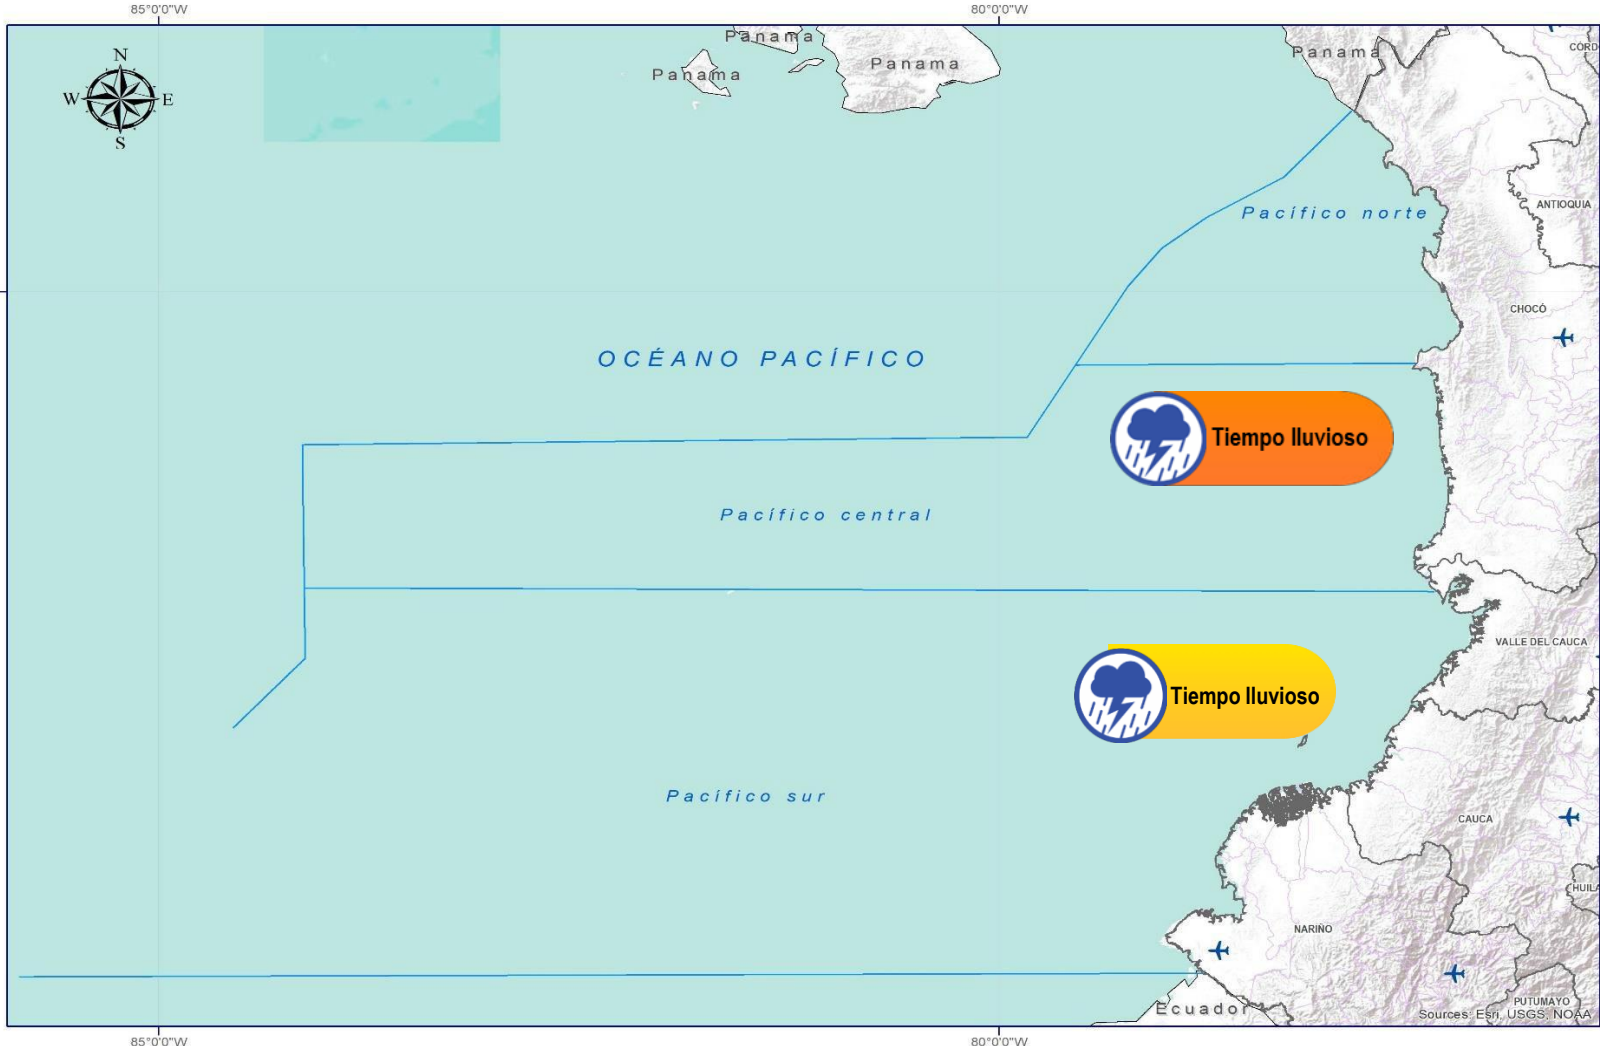 85°0'0"W
80°0'0"W
N
W
E
S
Panama
Panama
Panama
Panama
CÓRD
ANTIOQUIA
Pacífico norte
CHOCÓ
OCÉANO PACÍFICO
Tiempo lluvioso
Pacífico central
VALLE DEL CAUCA
Tiempo lluvioso
Pacífico sur
CAUCA
HUILA
NARIÑO
PUTUMAYO
Ecuador
Sources: Esri, USGS, NOAA
85°0'0"W
80°0'0"W